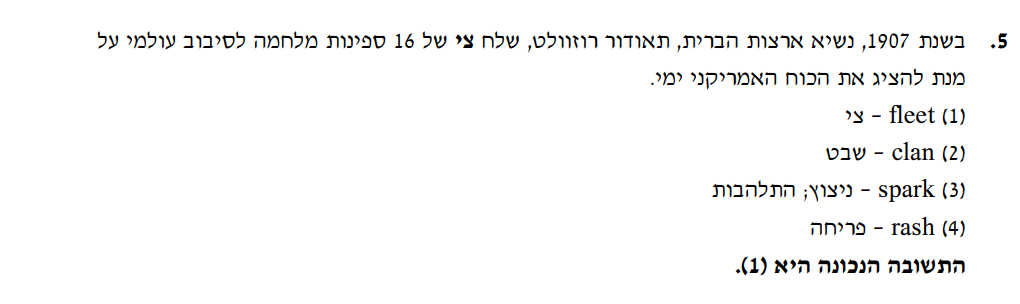 5. בשנת 1907, נשיא ארצות הברית, תאודור רוזוולט, שלח צי של 16 ספינות מלחמה לסיבוב עולמי על
מנת להציג את הכוח האמריקני ימי.
(1) fleet – צי
(2) clan – שבט
(3) spark – ניצוץ; התלהבות
(4) rash – פריחה
התשובה הנכונה היא (1).